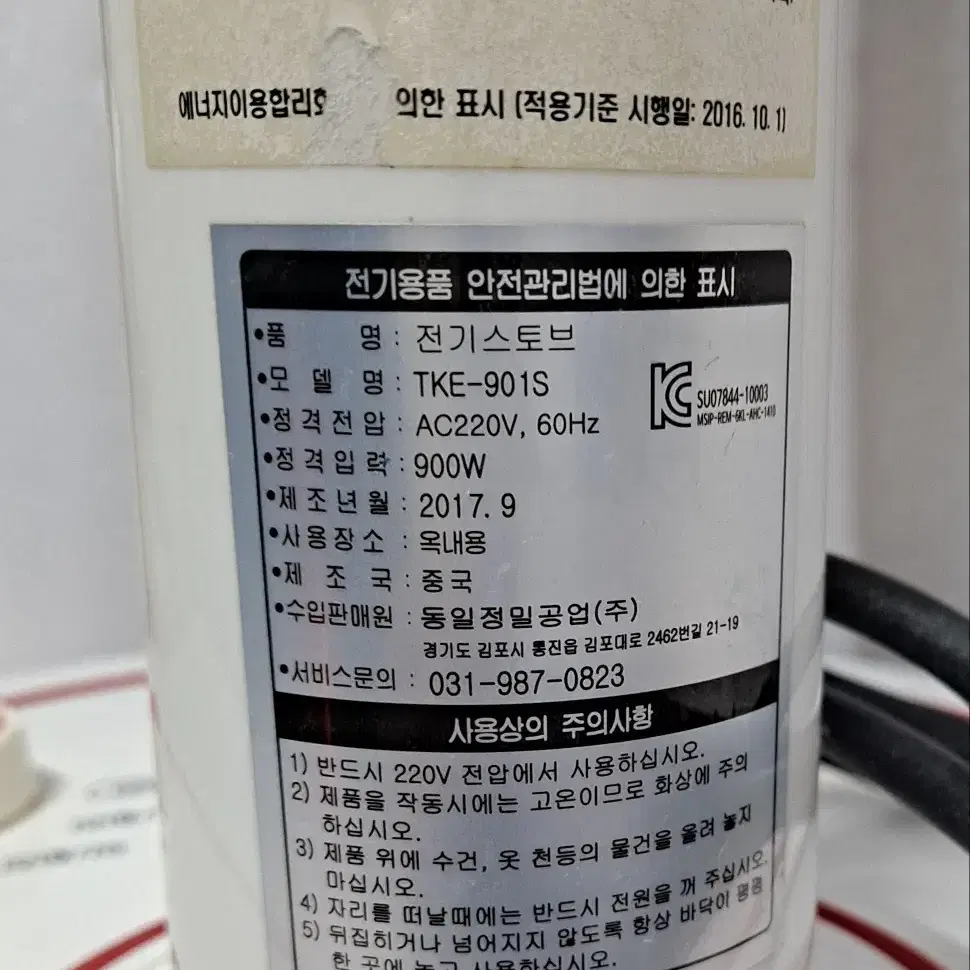 에너지이용합리화 의한 표시 (적용기준 시행일: 2016. 10. 1)
전기용품 안전관리법에 의한 표시
•품 명 : 전기스토브
•모 델 명 : TKE-901S
•정격전압 : AC220V, 60Hz
SU07844-10003
MSIP-REM-6KL-AHC-1410
•정격입력 : 900W
•제조년월 : 2017. 9
•사용장소 : 옥내용
•제 조 국 : 중국
•수입판매원 : 동일정밀공업(주)
경기도 김포시 통진읍 김포대로 2462번길 21-19
•서비스문의 : 031-987-0823
사용상의 주의사항
1) 반드시 220V 전압에서 사용하십시오.
2) 제품을 작동시에는 고온이므로 화상에 주의
하십시오.
3) 제품 위에 수건, 옷 천등의 물건을 올려 놓지
마십시오.
4) 자리를 떠날때에는 반드시 전원을 꺼 주십시오.
5) 뒤집히거나 넘어지지 않도록 항상 바닥이 평평
한 곳에 놓고 사용하십시오.